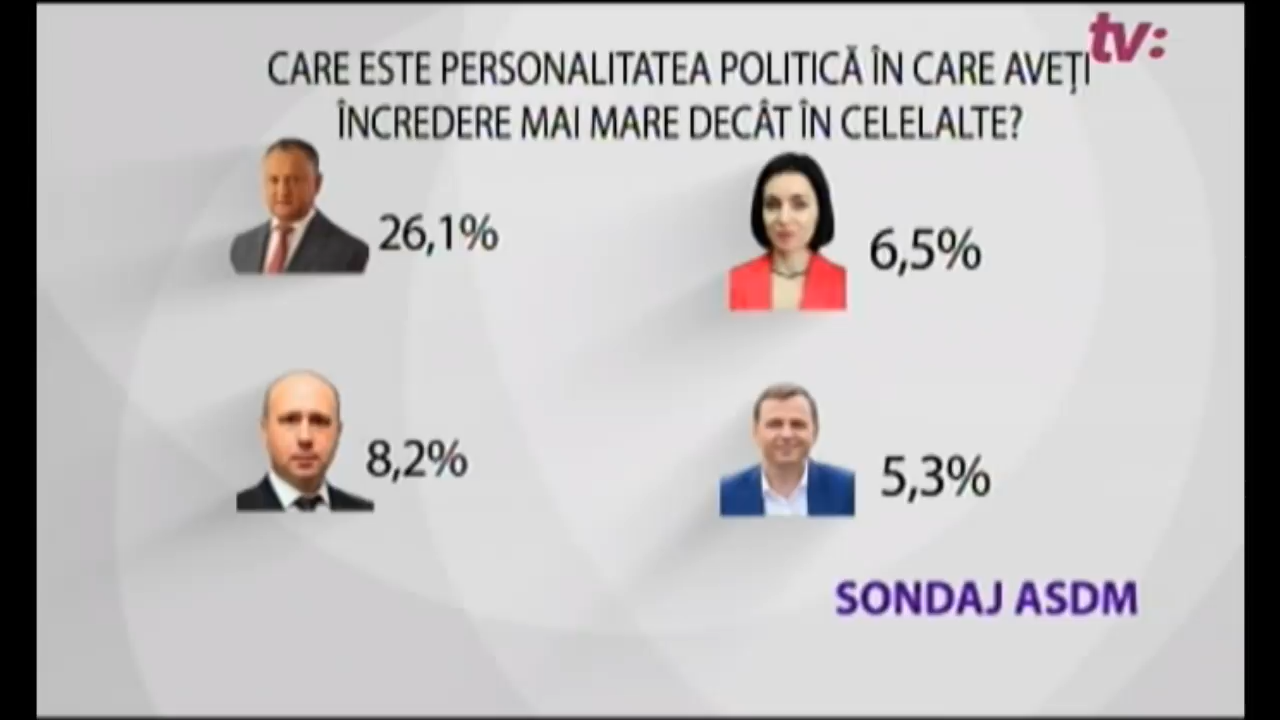 tv:
CARE ESTE PERSONALITATEA POLITICĂ ÎN CARE AVEȚI
ÎNCREDERE MAI MARE DECÂT ÎN CELELALTE?
26,1%
6,5%
8,2%
5,3%
SONDAJ ASDM